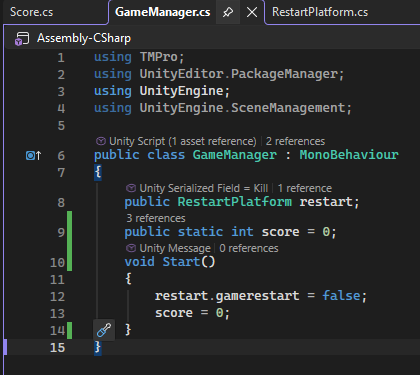 Score.cs GameManager.cs RestartPlatform.cs
Assembly-CSharp
1 using TMPro;
2 using UnityEditor.PackageManager;
3 using UnityEngine;
4 using UnityEngine.SceneManagement;
5
Unity Script (1 asset reference) | 2 references
6 public class GameManager : MonoBehaviour
7 {
Unity Serialized Field = Kill | 1 reference
8 public RestartPlatform restart;
3 references
9 public static int score = 0;
Unity Message | 0 references
10 void Start()
11 {
12 restart.gamerestart = false;
13 score = 0;
14 }
15 }